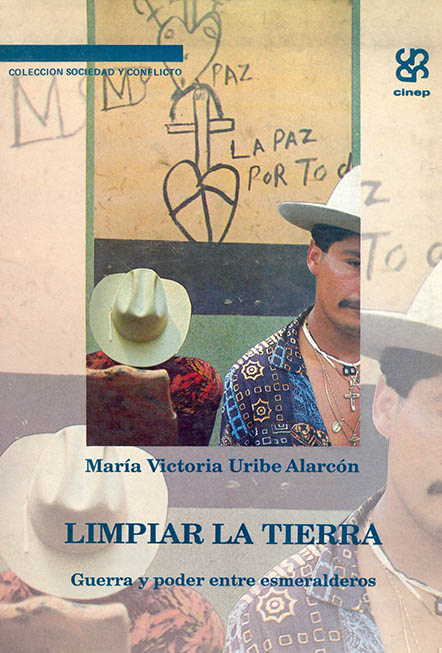 COLECCION SOCIEDAD Y CONFLICTO
cinep
PAZ
LA PAZ
POR TOd
María Victoria Uribe Alarcón
LIMPIAR LA TIERRA
Guerra y poder entre esmeralderos